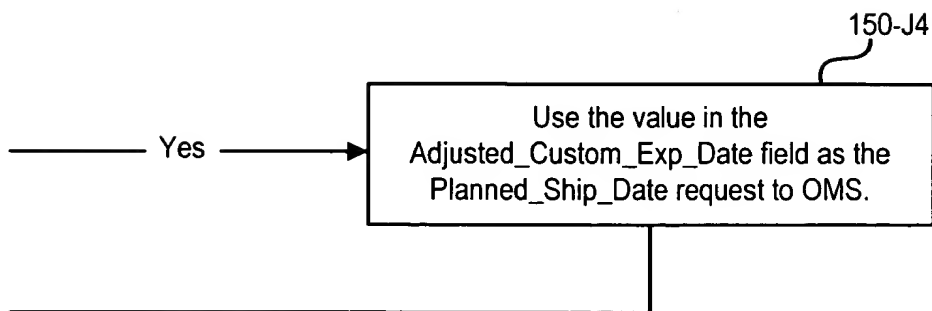 150-J4
Yes
Use the value in the
Adjusted_Custom_Exp_Date field as the
Planned_Ship_Date request to OMS.